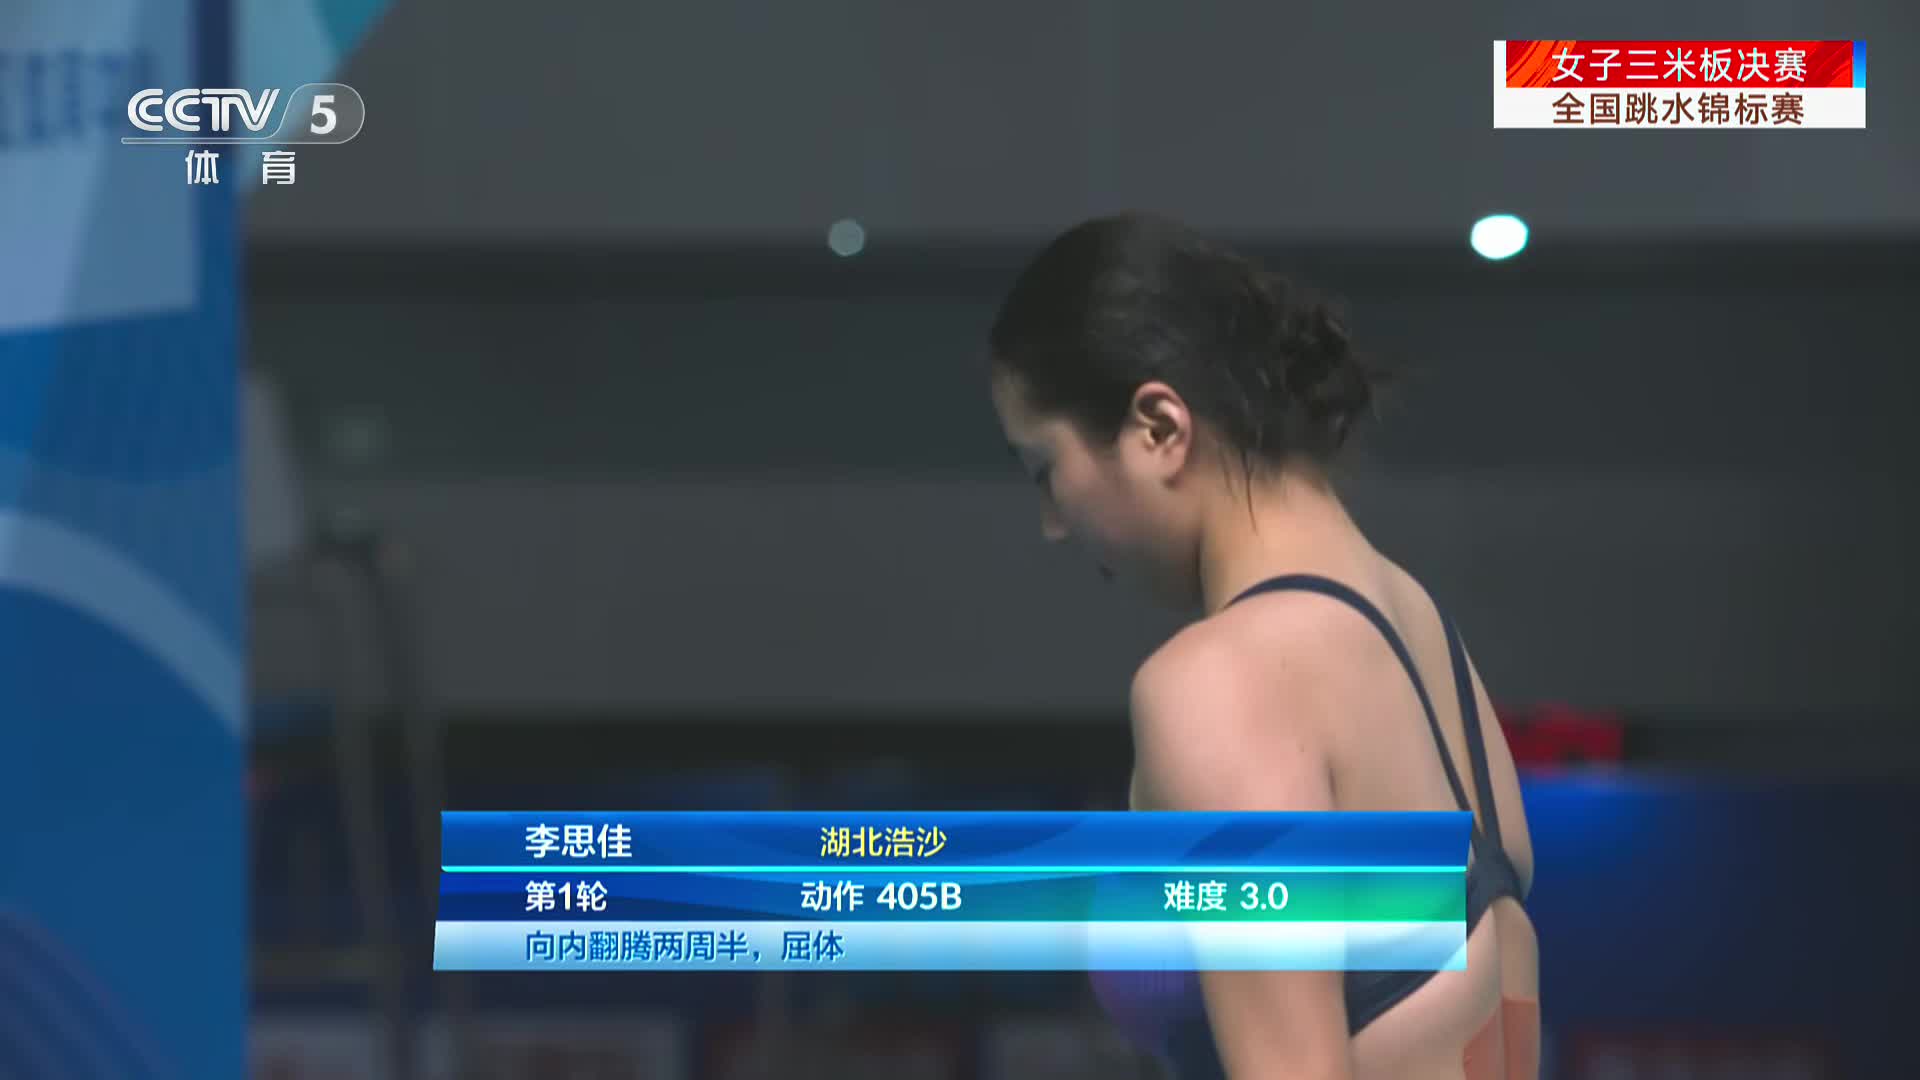 CCTV 5
体育
女子三米板决赛
全国跳水锦标赛
李思佳 湖北浩沙
第1轮 动作 405B 难度 3.0
向内翻腾两周半，屈体